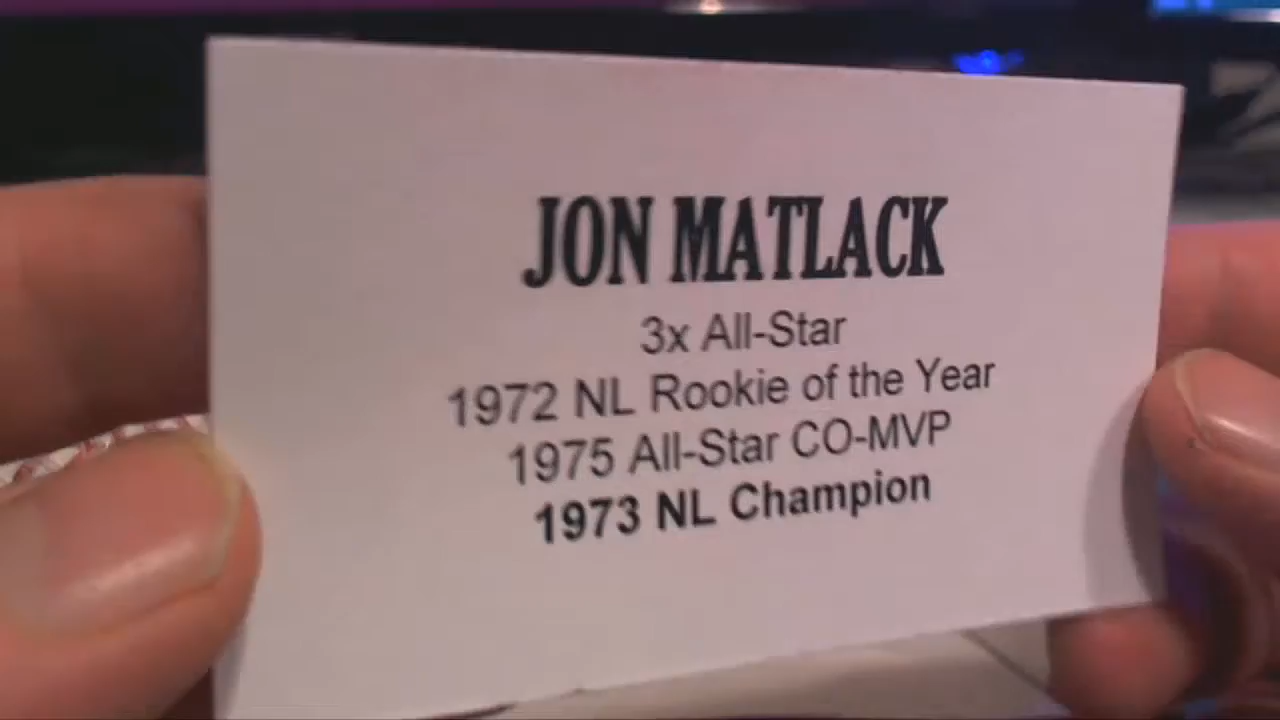 JON MATLACK
3x All-Star
1972 NL Rookie of the Year
1975 All-Star CO-MVP
1973 NL Champion